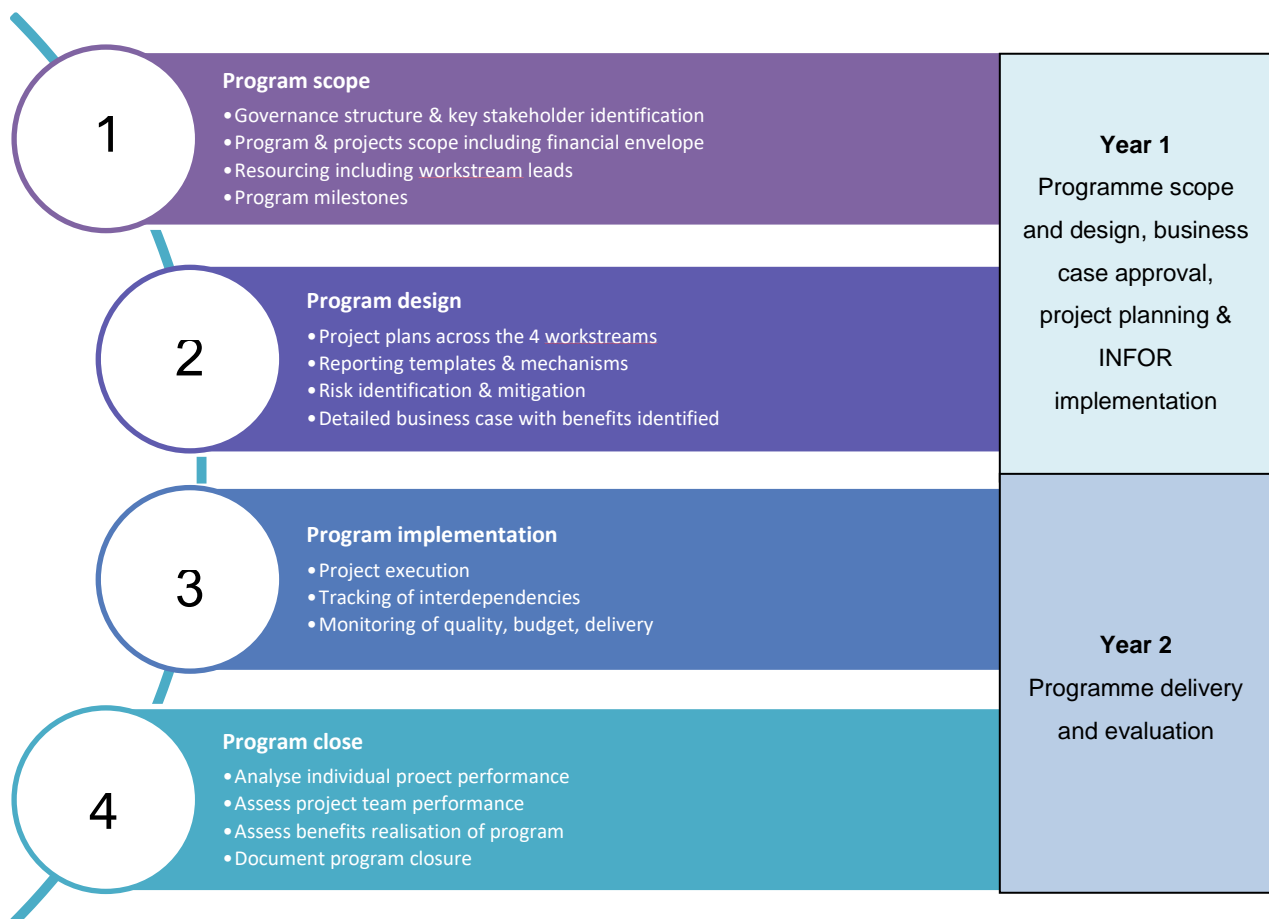 1
Program scope
•Governance structure & key stakeholder identification
•Program & projects scope including financial envelope
•Resourcing including workstream leads
•Program milestones
2
Program design
•Project plans across the 4 workstreams
•Reporting templates & mechanisms
•Risk identification & mitigation
•Detailed business case with benefits identified
Year 1
Programme scope
and design, business
case approval,
project planning &
INFOR
implementation
3
Program implementation
•Project execution
•Tracking of interdependencies
•Monitoring of quality, budget, delivery
4
Program close
•Analyse individual proect performance
•Assess project team performance
•Assess benefits realisation of program
•Document program closure
Year 2
Programme delivery
and evaluation